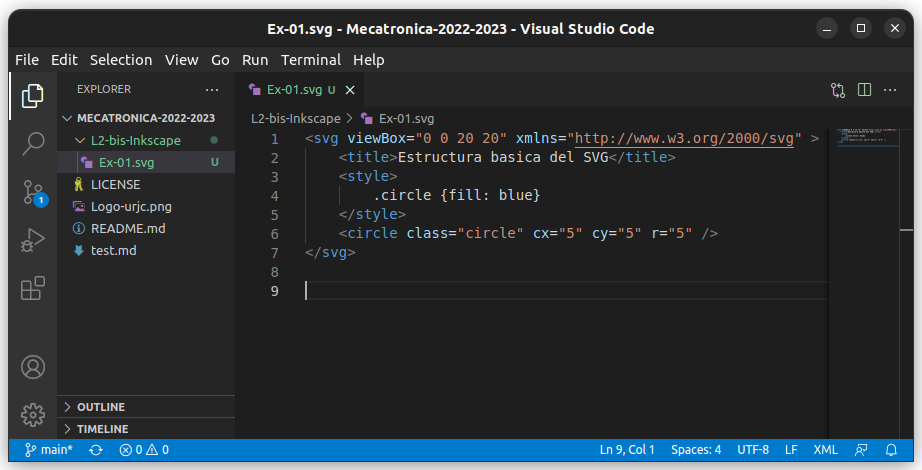 Ex-01.svg - Mecatronica-2022-2023 - Visual Studio Code
File Edit Selection View Go Run Terminal Help
EXPLORER
MECATRONICA-2022-2023
L2-bis-Inkscape
Ex-01.svg U
LICENSE
Logo-urjc.png
README.md
test.md
OUTLINE
TIMELINE
1
Ex-01.svg U
L2-bis-Inkscape > Ex-01.svg
1 <svg viewBox="0 0 20 20" xmlns="http://www.w3.org/2000/svg" >
2 <title>Estructura basica del SVG</title>
3 <style>
4 .circle {fill: blue}
5 </style>
6 <circle class="circle" cx="5" cy="5" r="5" />
7 </svg>
8
9
main* 0 0 Ln 9, Col 1 Spaces: 4 UTF-8 LF XML